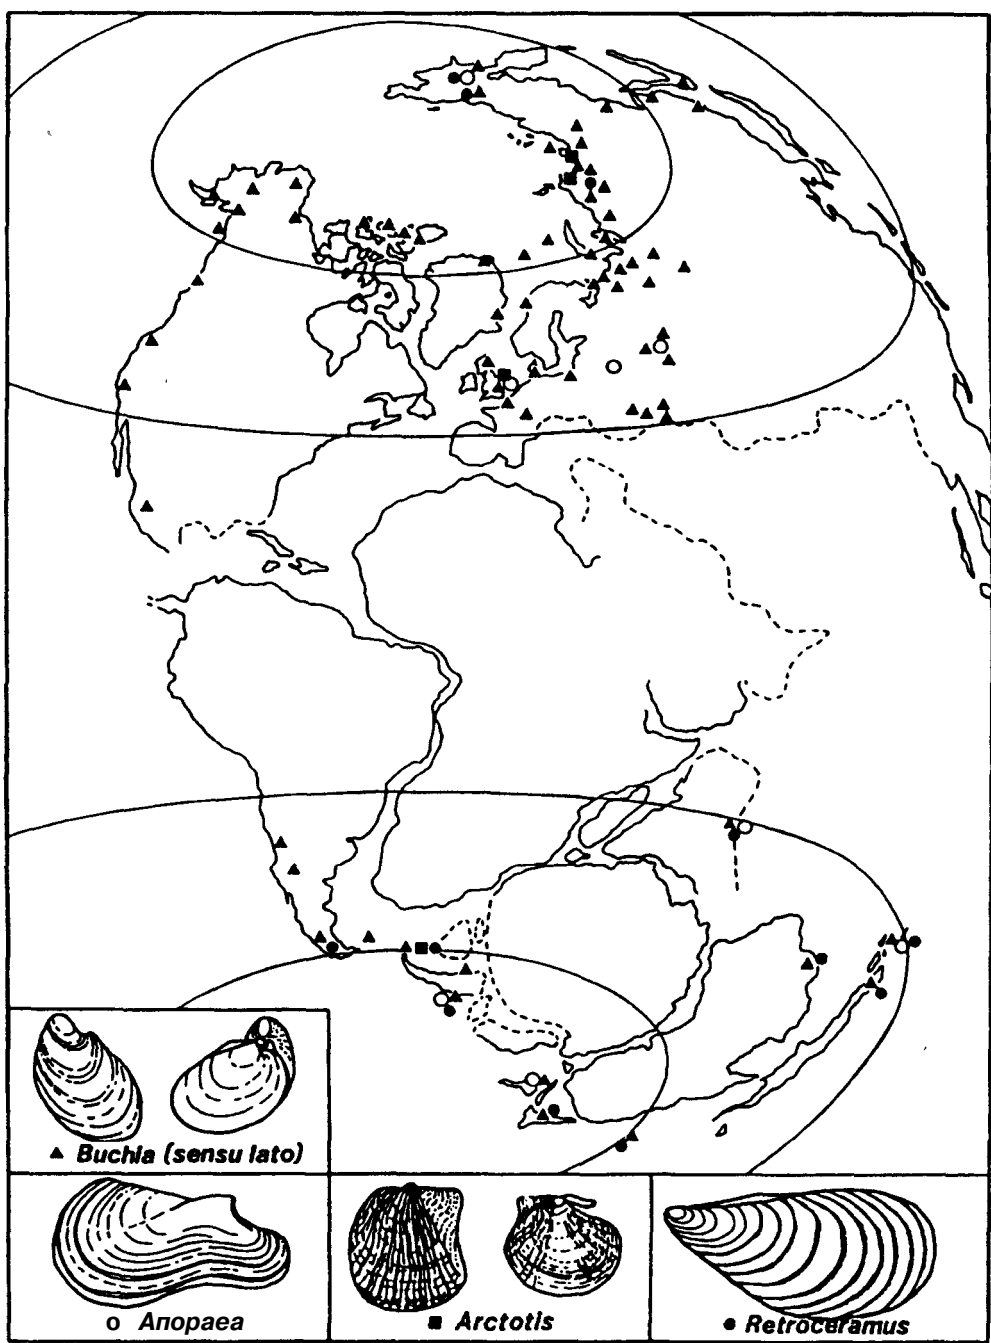 ▲ Buchia (sensu lato)
○ Anopaea
■ Arctotis
● Retroceramus